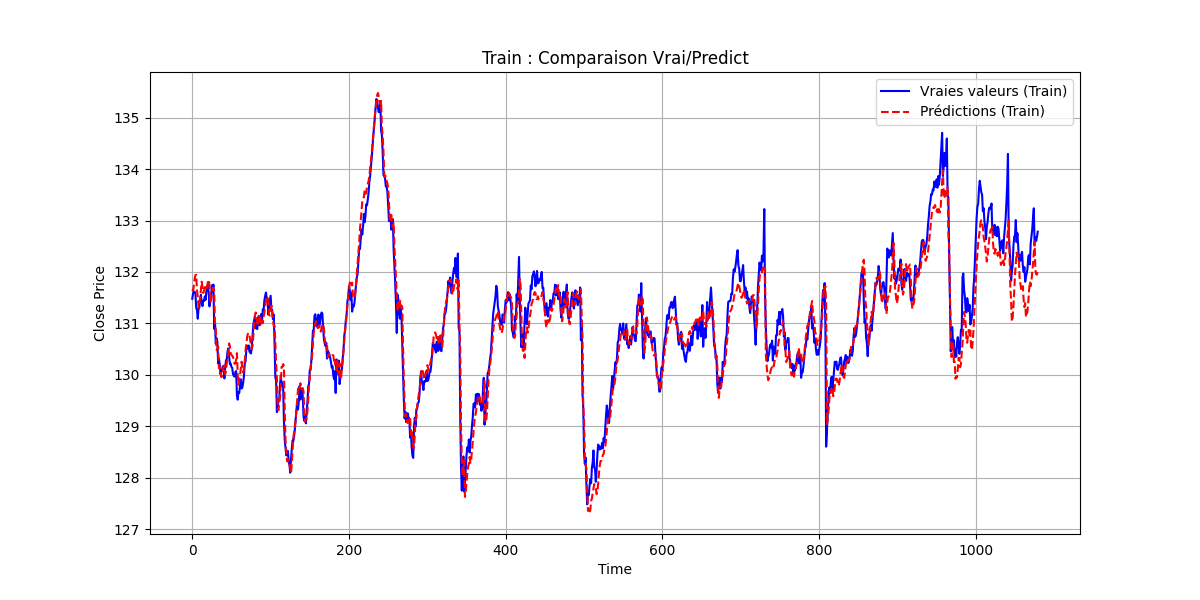 Train : Comparaison Vrai/Predict
Vraies valeurs (Train)
Prédictions (Train)
Close Price
135
134
133
132
131
130
129
128
127
0 200 400 600 800 1000
Time